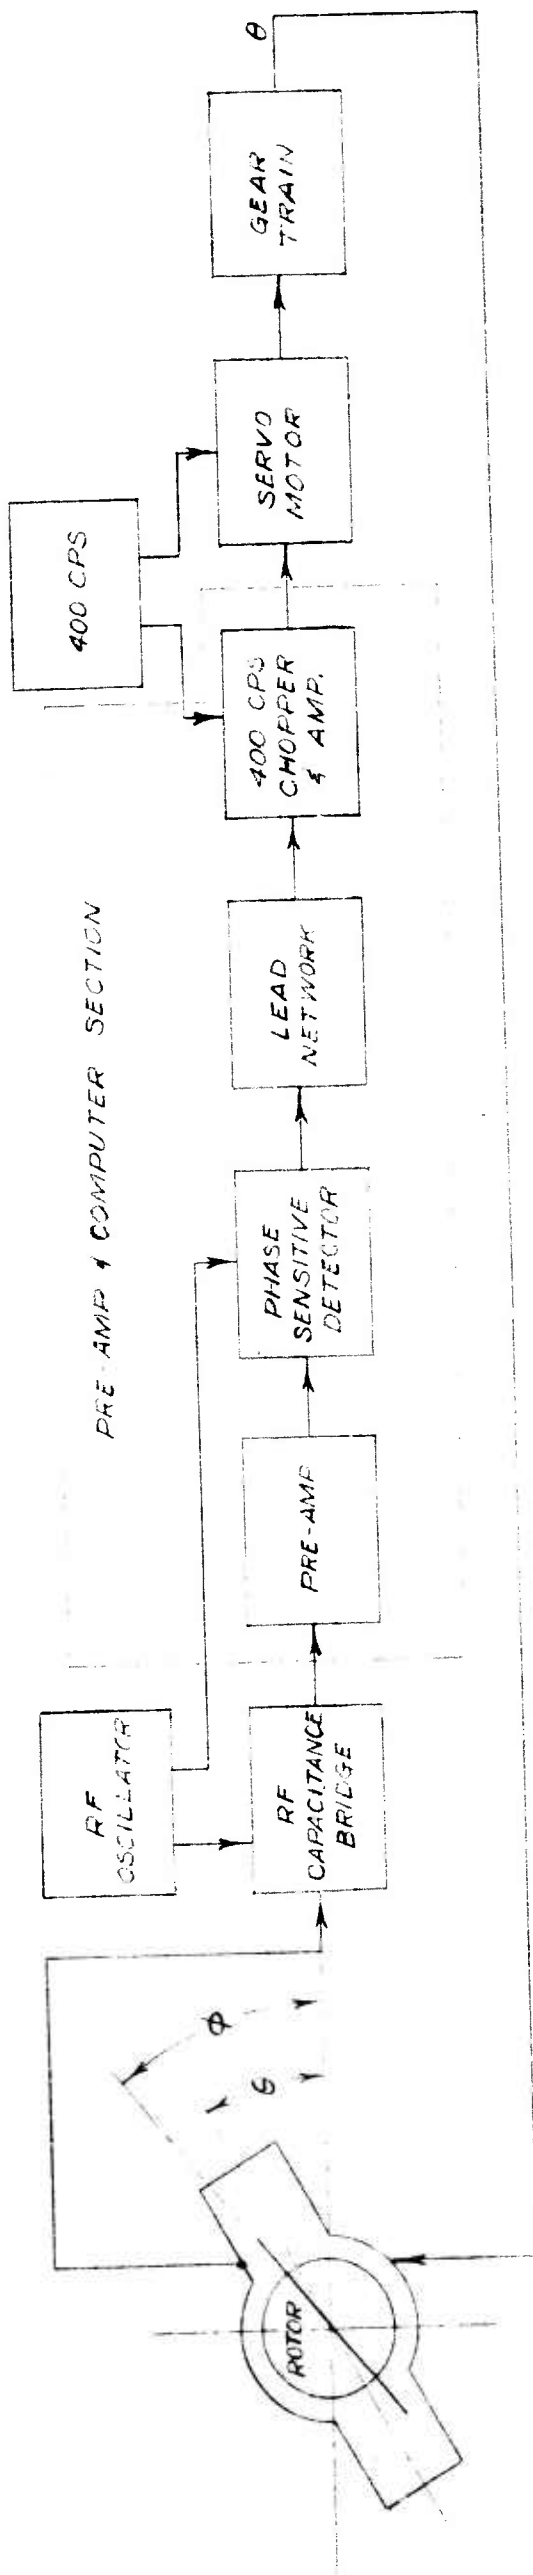 PRE-AMP & COMPUTER SECTION
RF
OSCILLATOR
400 CPS
RF
CAPACITANCE
BRIDGE
PRE-AMP
PHASE
SENSITIVE
DETECTOR
LEAD
NETWORK
400 CPS
CHOPPER
& AMP.
SERVO
MOTOR
GEAR
TRAIN
θ
ROTOR
φ
θ